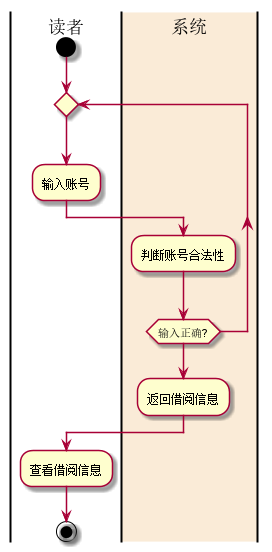 读者
系统
输入账号
判断账号合法性
输入正确?
返回借阅信息
查看借阅信息